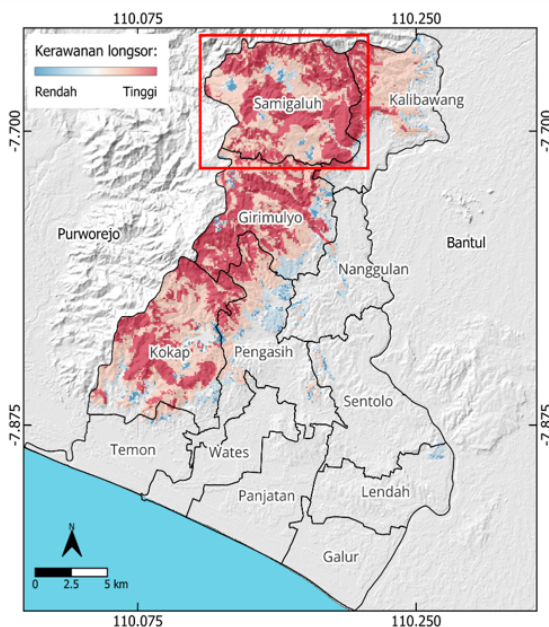 110.075
110.250
Kerawanan longsor:
Rendah
Tinggi
Samigaluh
Kalibawang
-7.700
-7.700
Girimulyo
Purworejo
Bantul
Nanggulan
Kokap
Pengasih
Sentolo
-7.875
-7.875
Temon
Wates
Panjatan
Lendah
N
Galur
0
2.5
5 km
110.075
110.250